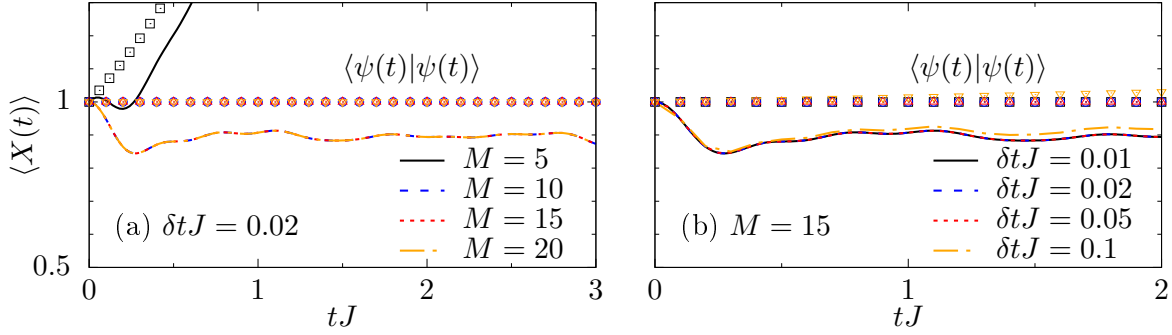 ⟨X(t)⟩
1
0.5
0
1
2
3
tJ
⟨ψ(t)|ψ(t)⟩
M = 5
M = 10
M = 15
M = 20
(a) δtJ = 0.02
0
1
2
tJ
⟨ψ(t)|ψ(t)⟩
δtJ = 0.01
δtJ = 0.02
δtJ = 0.05
δtJ = 0.1
(b) M = 15